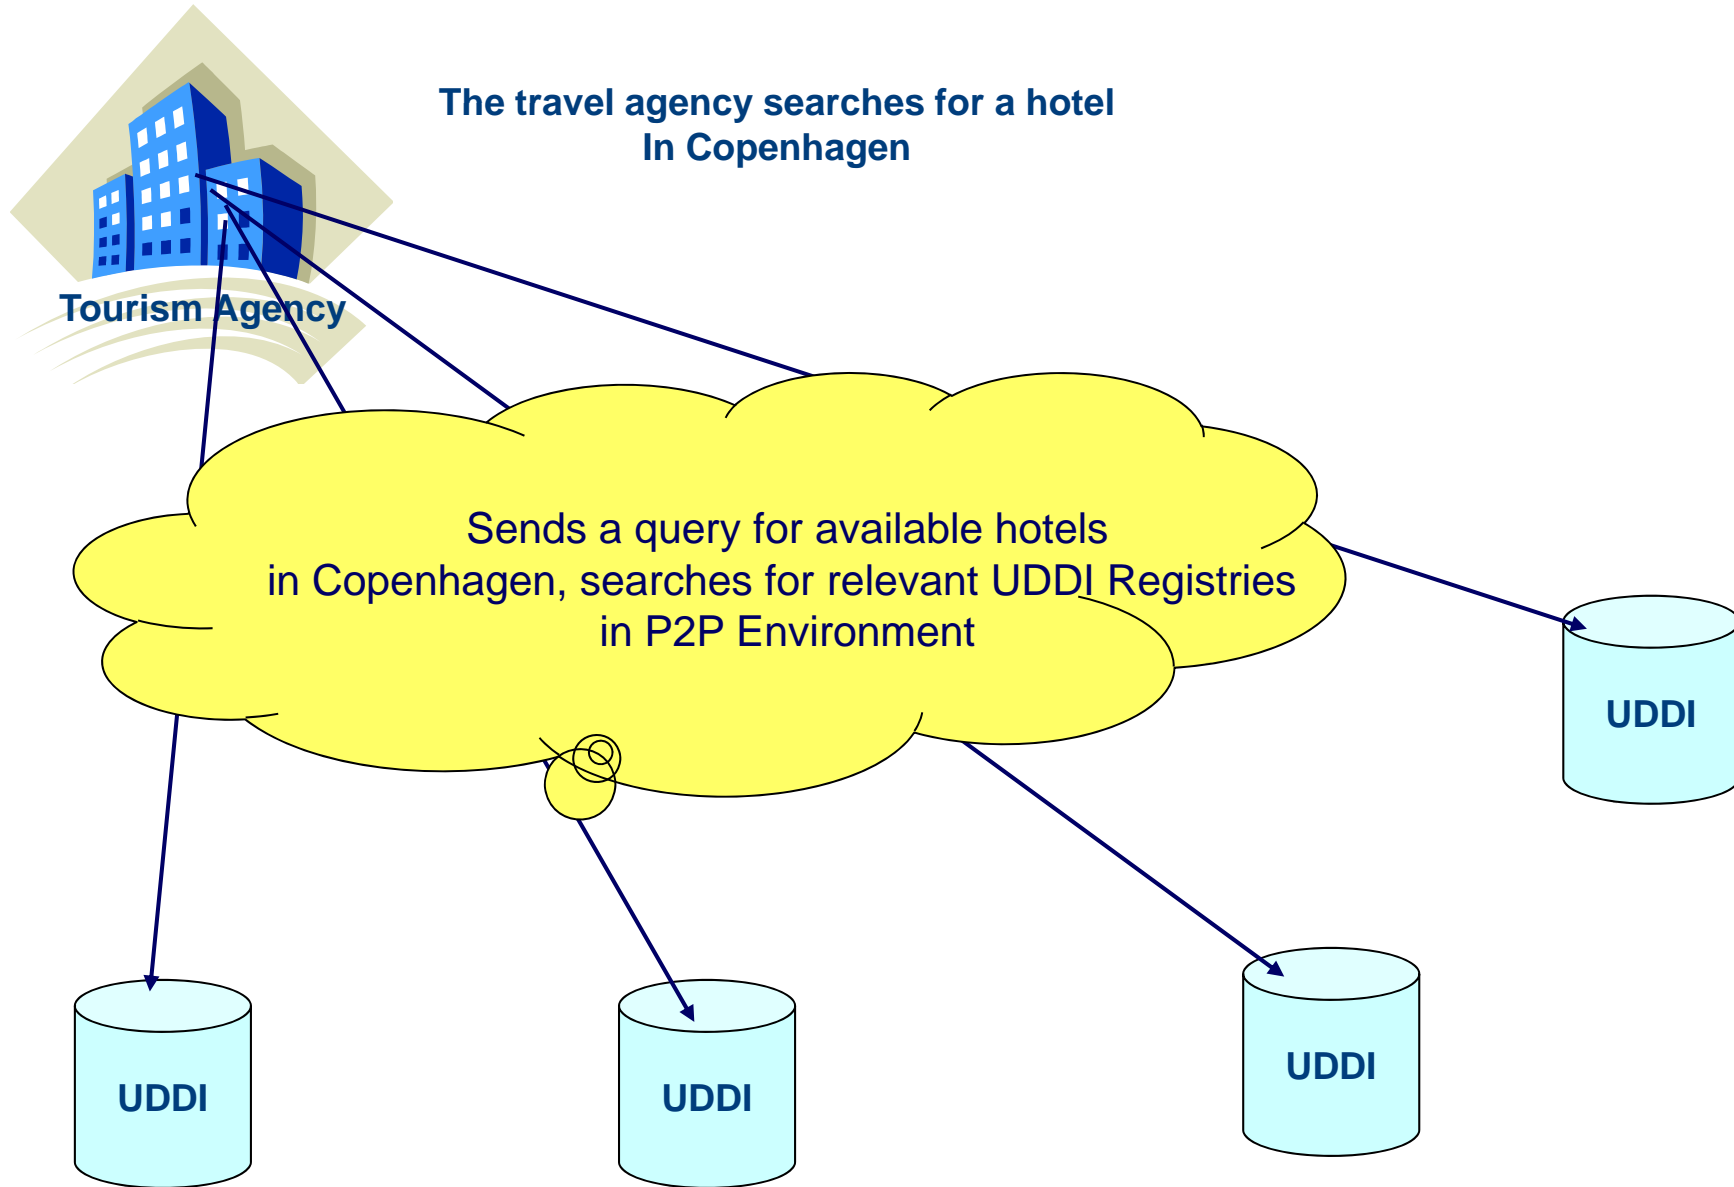 The travel agency searches for a hotel
In Copenhagen
Tourism Agency
Sends a query for available hotels
in Copenhagen, searches for relevant UDDI Registries
in P2P Environment
UDDI
UDDI
UDDI
UDDI